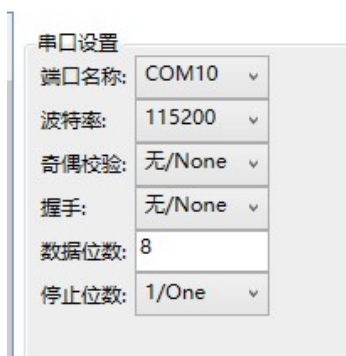 串口设置
端口名称: COM10
波特率: 115200
奇偶校验: 无/None
握手: 无/None
数据位数: 8
停止位数: 1/One